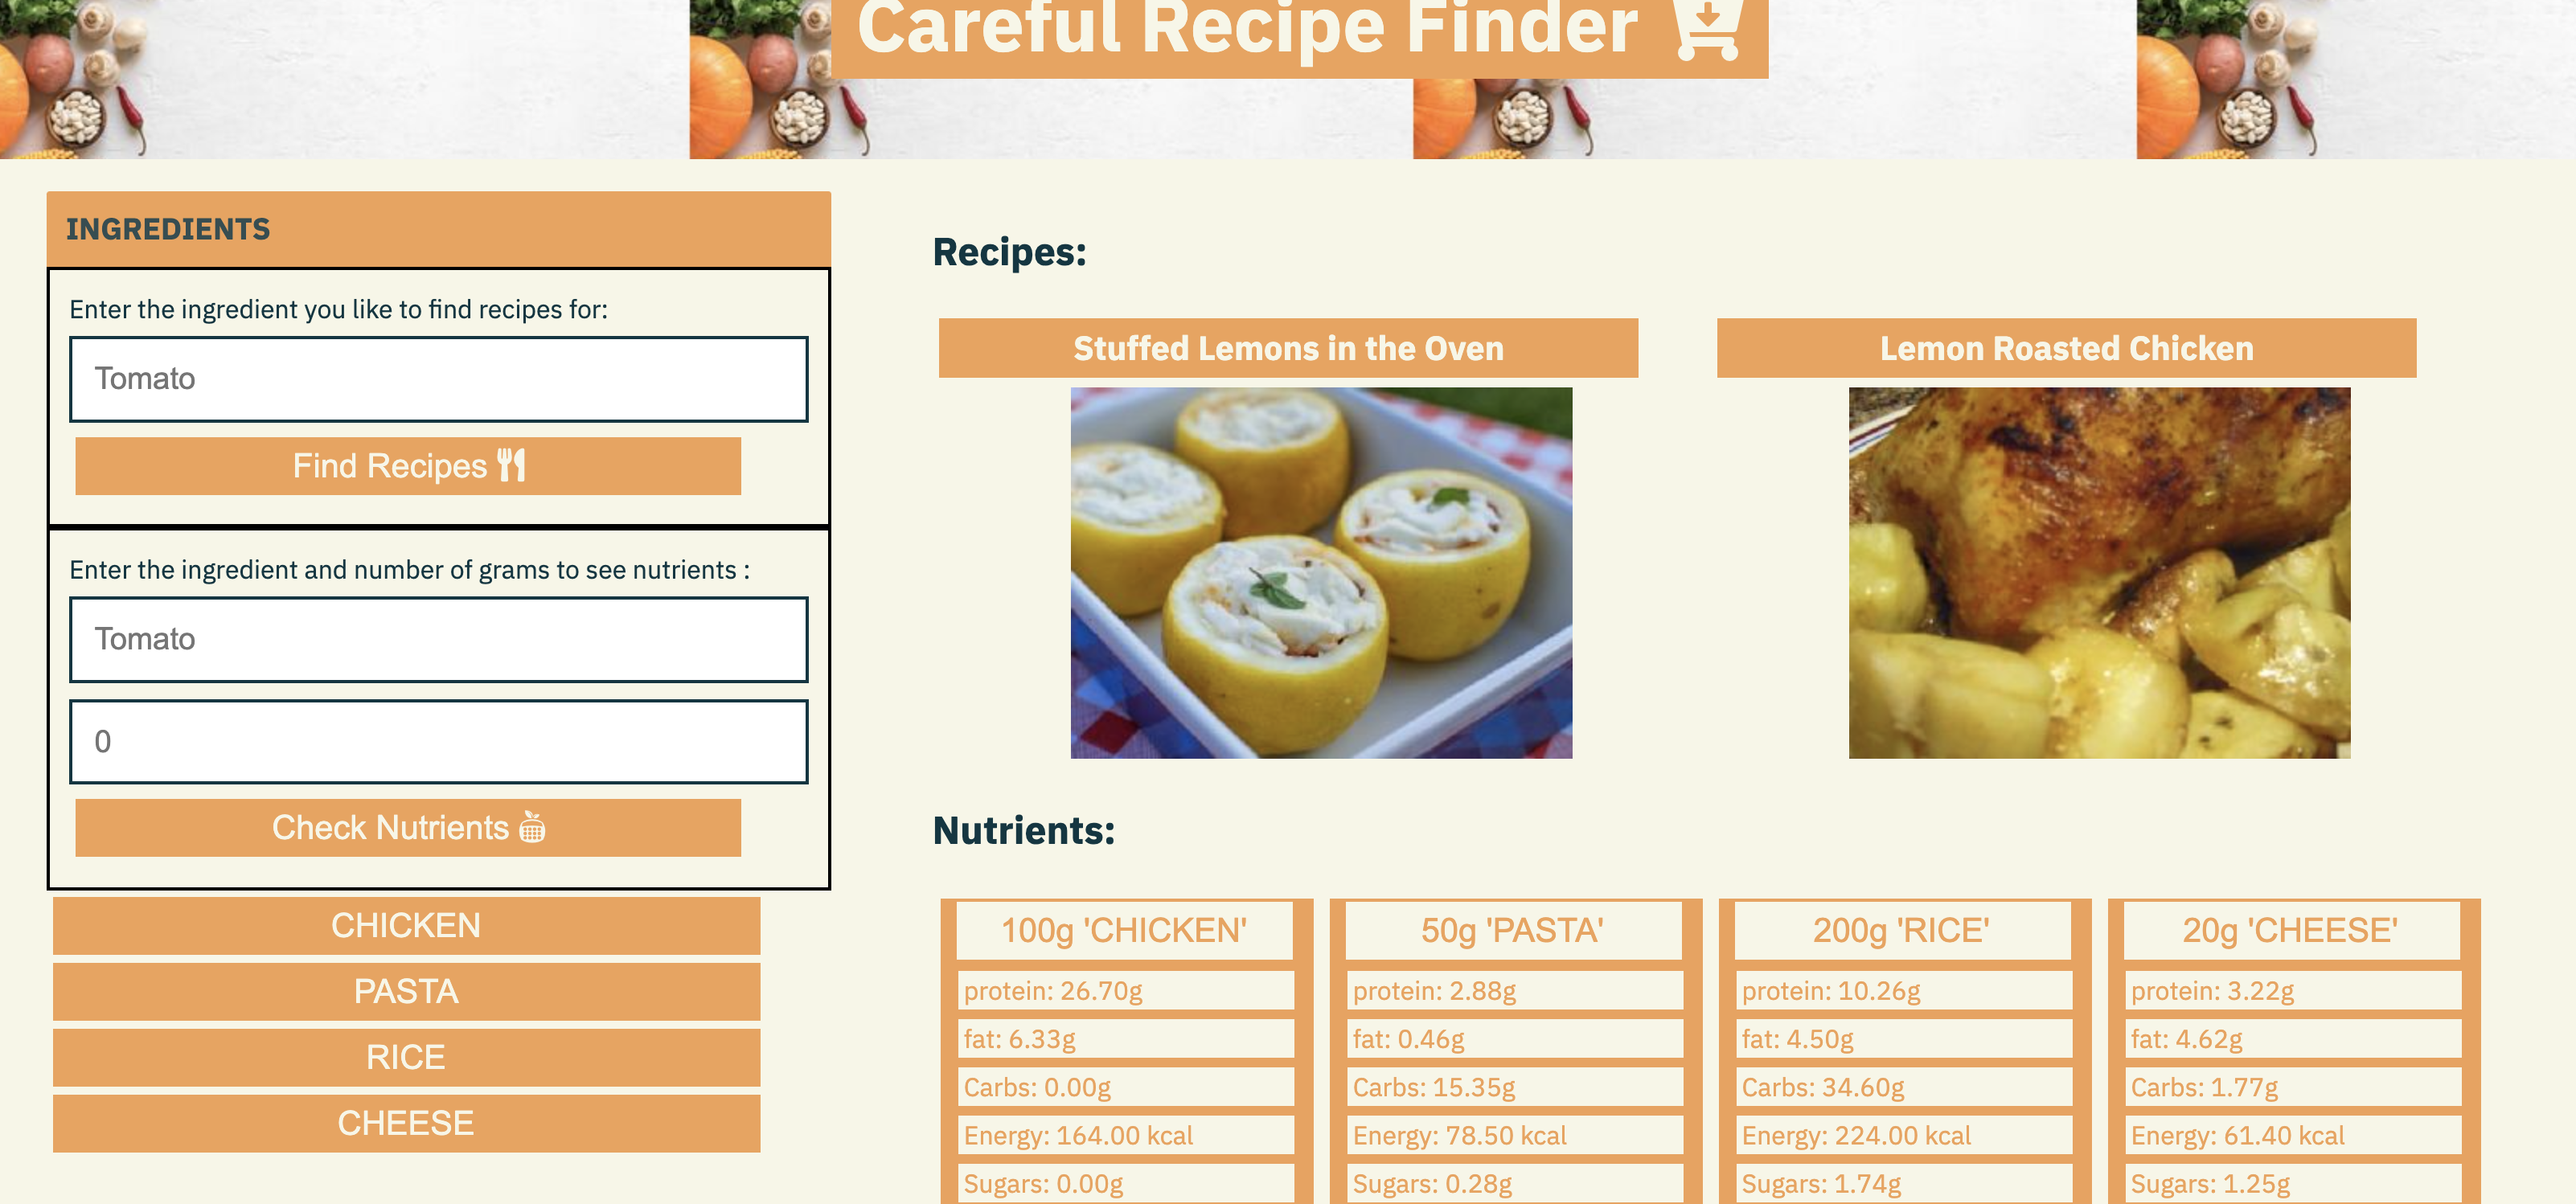 Careful Recipe Finder
INGREDIENTS
Enter the ingredient you like to find recipes for:
Tomato
Find Recipes
Enter the ingredient and number of grams to see nutrients :
Tomato
0
Check Nutrients
CHICKEN
PASTA
RICE
CHEESE
Recipes:
Stuffed Lemons in the Oven
Lemon Roasted Chicken
Nutrients:
100g 'CHICKEN'
protein: 26.70g
fat: 6.33g
Carbs: 0.00g
Energy: 164.00 kcal
Sugars: 0.00g
50g 'PASTA'
protein: 2.88g
fat: 0.46g
Carbs: 15.35g
Energy: 78.50 kcal
Sugars: 0.28g
200g 'RICE'
protein: 10.26g
fat: 4.50g
Carbs: 34.60g
Energy: 224.00 kcal
Sugars: 1.74g
20g 'CHEESE'
protein: 3.22g
fat: 4.62g
Carbs: 1.77g
Energy: 61.40 kcal
Sugars: 1.25g